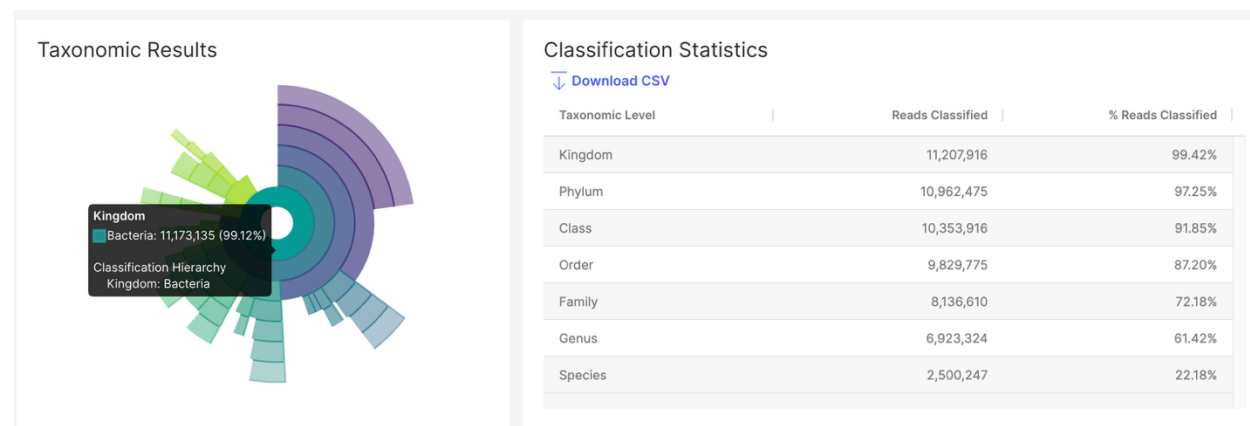 Taxonomic Results
Kingdom
Bacteria: 11,173,135 (99.12%)
Classification Hierarchy
Kingdom: Bacteria
Classification Statistics
Download CSV
Taxonomic Level Reads Classified % Reads Classified
Kingdom 11,207,916 99.42%
Phylum 10,962,475 97.25%
Class 10,353,916 91.85%
Order 9,829,775 87.20%
Family 8,136,610 72.18%
Genus 6,923,324 61.42%
Species 2,500,247 22.18%